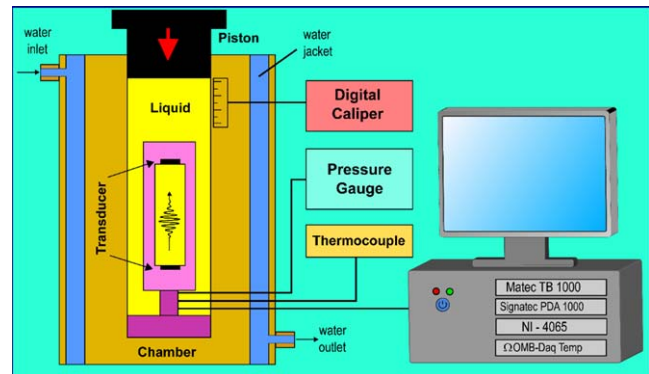 water
inlet
Piston
water
jacket
Liquid
Digital
Caliper
Transducer
Pressure
Gauge
Thermocouple
Matec TB 1000
Signatec PDA 1000
NI - 4065
ΩOMB-Daq Temp
water
outlet
Chamber